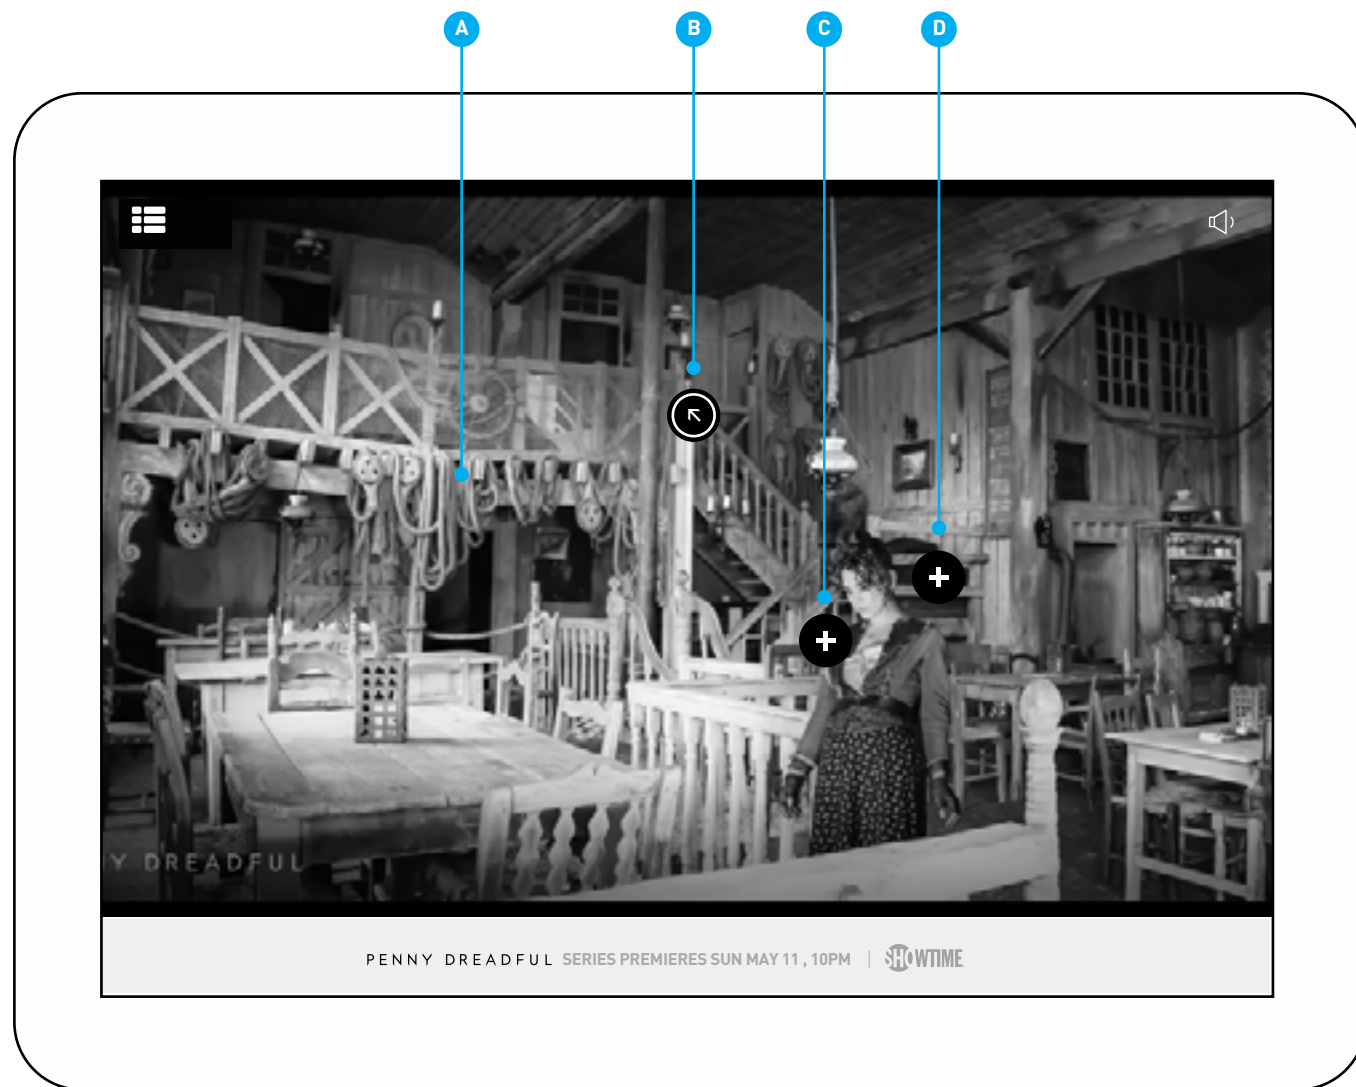 A B C D
Y DREADFUL
PENNY DREADFUL SERIES PREMIERES SUN MAY 11, 10PM | SHOWTIME